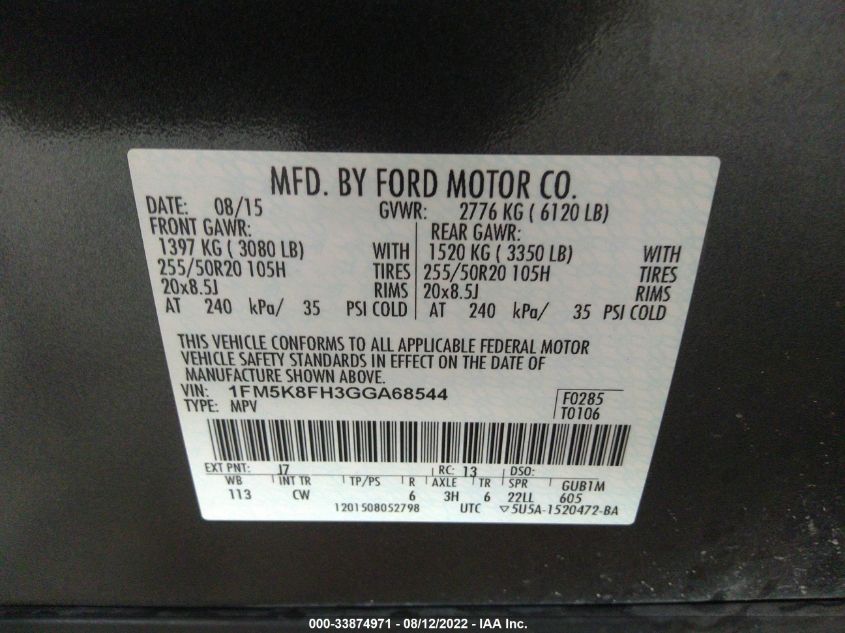 MFD. BY FORD MOTOR CO.
DATE: 08/15 GVWR: 2776 KG ( 6120 LB)
FRONT GAWR: REAR GAWR:
1397 KG ( 3080 LB) WITH 1520 KG ( 3350 LB) WITH
255/50R20 105H TIRES 255/50R20 105H TIRES
20x8.5J RIMS 20x8.5J RIMS
AT 240 kPa/ 35 PSI COLD AT 240 kPa/ 35 PSI COLD
THIS VEHICLE CONFORMS TO ALL APPLICABLE FEDERAL MOTOR
VEHICLE SAFETY STANDARDS IN EFFECT ON THE DATE OF
MANUFACTURE SHOWN ABOVE.
VIN: 1FM5K8FH3GGA68544 F0285
TYPE: MPV T0106
EXT PNT: J7 RC: 13 DSO:
WB INT TR TP/PS R AXLE TR SPR GUB1M
113 CW 6 3H 6 22LL 605
1201508052798 UTC ▽5U5A-1520472-BA
000-33874971 - 08/12/2022 - IAA Inc.